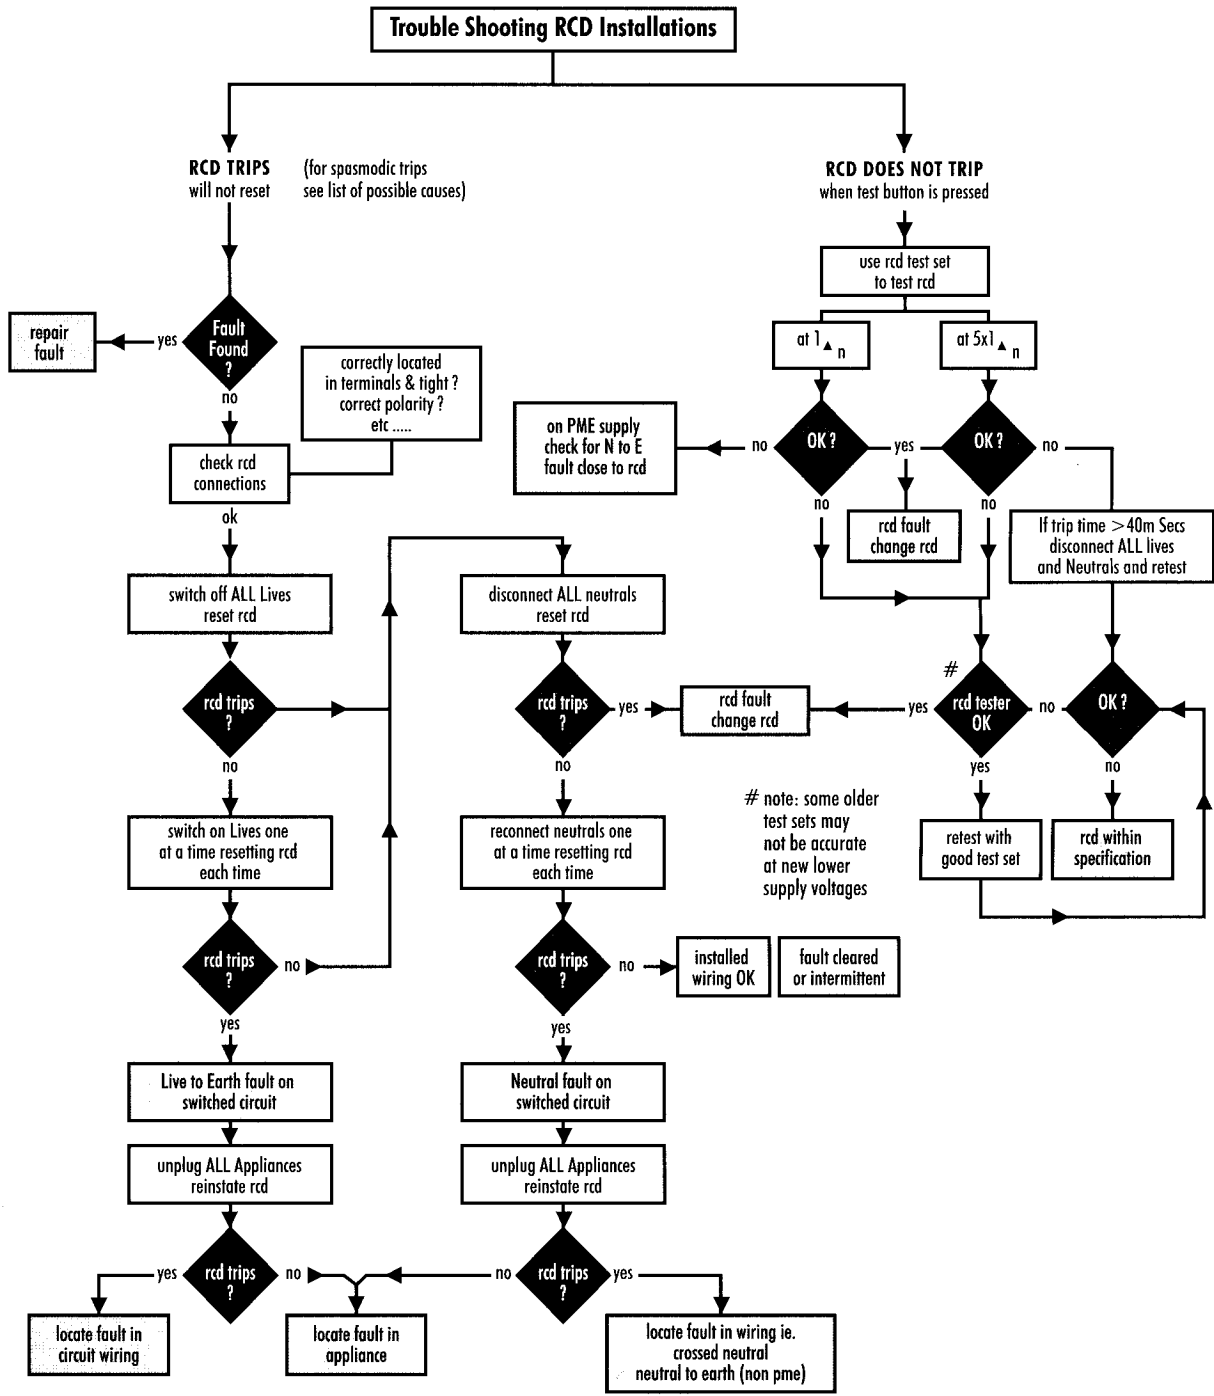 Trouble Shooting RCD Installations
RCD TRIPS
will not reset
(for spasmodic trips
see list of possible causes)
RCD DOES NOT TRIP
when test button is pressed
use rcd test set
to test rcd
at 1▲n
at 5x1▲n
Fault
Found
?
yes
repair
fault
no
correctly located
in terminals & tight ?
correct polarity ?
etc .....
check rcd
connections
ok
OK ?
yes
OK ?
no
no
on PME supply
check for N to E
fault close to rcd
no
no
rcd fault
change rcd
If trip time >40m Secs
disconnect ALL lives
and Neutrals and retest
switch off ALL Lives
reset rcd
disconnect ALL neutrals
reset rcd
rcd trips
?
no
rcd trips
?
yes
no
rcd fault
change rcd
yes
#
rcd tester
OK
no
OK ?
yes
no
# note: some older
test sets may
not be accurate
at new lower
supply voltages
retest with
good test set
rcd within
specification
switch on Lives one
at a time resetting rcd
each time
reconnect neutrals one
at a time resetting rcd
each time
rcd trips
?
no
yes
rcd trips
?
no
yes
installed
wiring OK
fault cleared
or intermittent
Live to Earth fault on
switched circuit
Neutral fault on
switched circuit
unplug ALL Appliances
reinstate rcd
unplug ALL Appliances
reinstate rcd
yes
rcd trips
?
no
no
rcd trips
?
yes
locate fault in
circuit wiring
locate fault in
appliance
locate fault in wiring ie.
crossed neutral
neutral to earth (non pme)